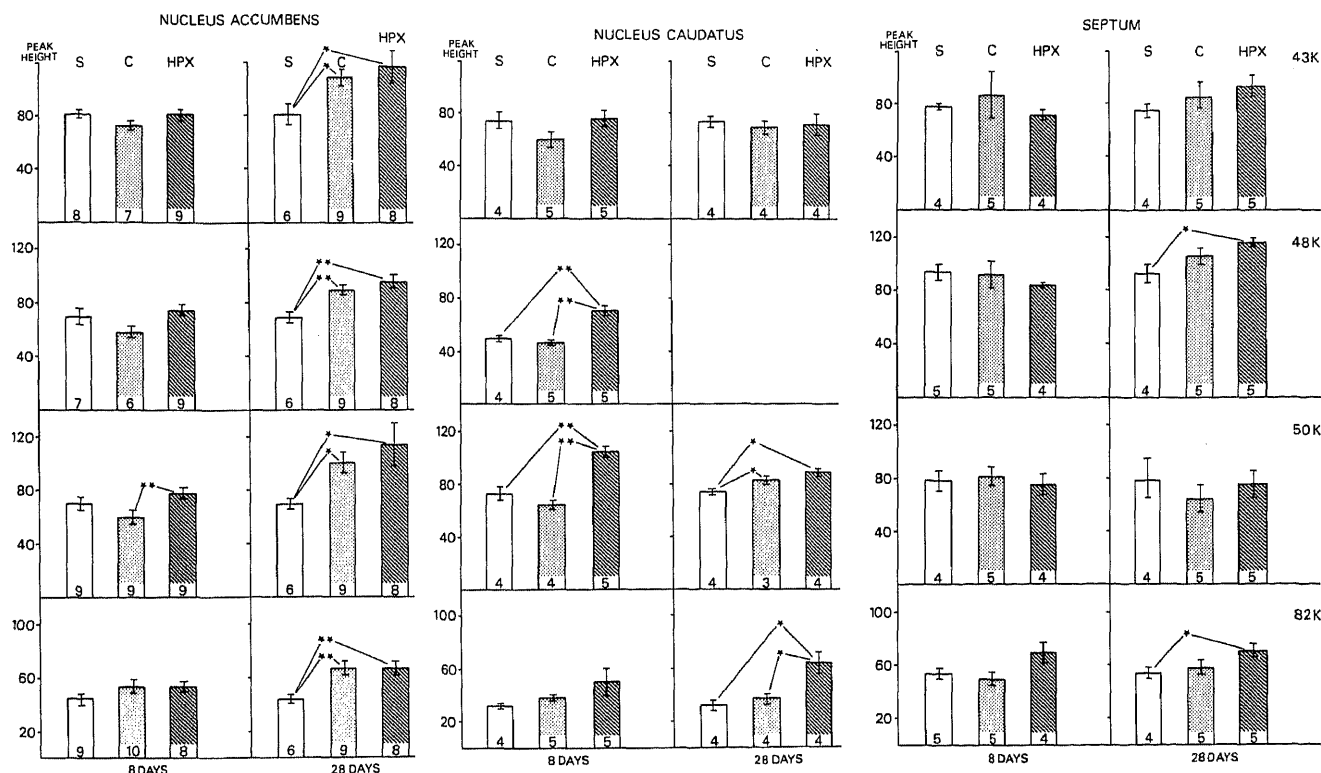 NUCLEUS ACCUMBENS
PEAK HEIGHT
S C HPX
S C HPX
80
40
8 7 9
6 9 8
120
80
40
7 6 9
6 9 8
120
80
40
9 9 9
6 9 8
100
60
20
9 10 8
6 9 8
8 DAYS
28 DAYS
NUCLEUS CAUDATUS
PEAK HEIGHT
S C HPX
S C HPX
80
40
4 5 5
4 4 4
120
80
40
4 5 5
120
80
40
4 4 5
4 3 4
100
60
20
4 5 5
4 4 4
8 DAYS
28 DAYS
SEPTUM
PEAK HEIGHT
S C HPX
S C HPX
43K
80
40
4 5 4
4 5 5
48K
120
80
40
5 5 4
4 5 5
50K
120
80
40
4 5 4
4 5 5
82K
100
60
20
5 5 4
4 5 5
8 DAYS
28 DAYS